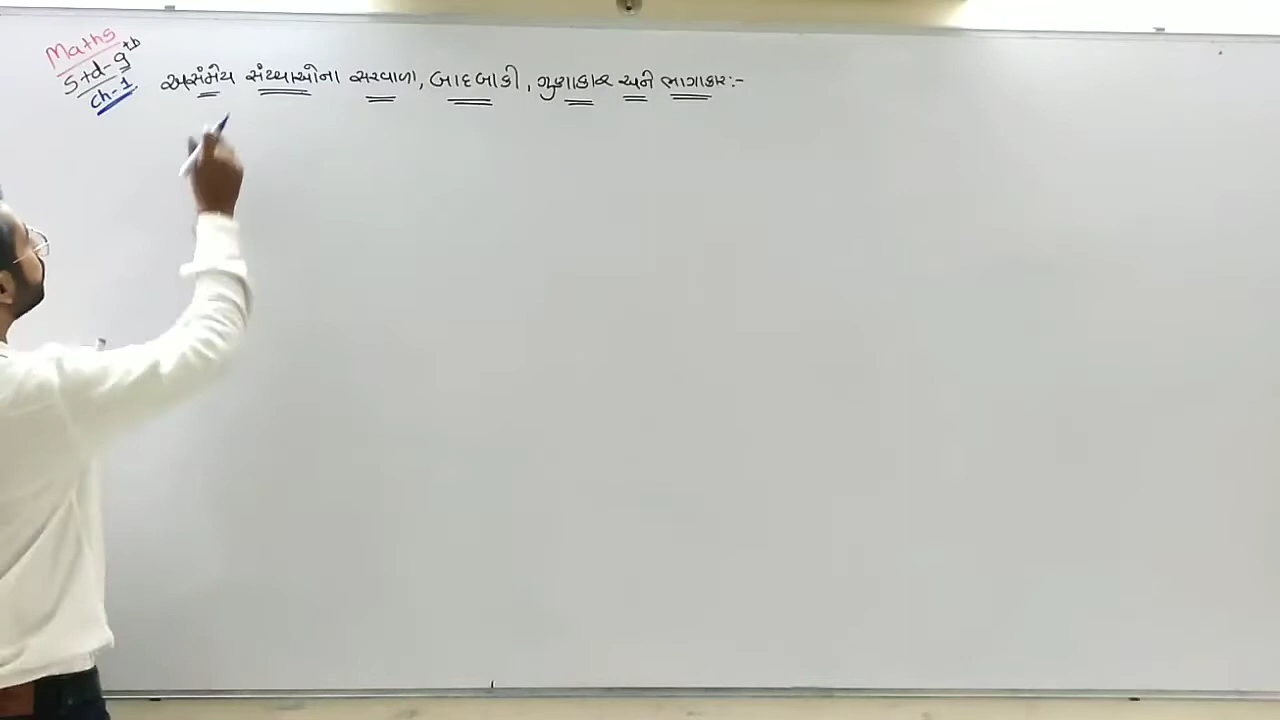 Maths
Std-9th
ch-1
અસંમેય સંખ્યાઓના સરવાળા, બાદબાકી, ગુણાકાર અને ભાગાકાર:-